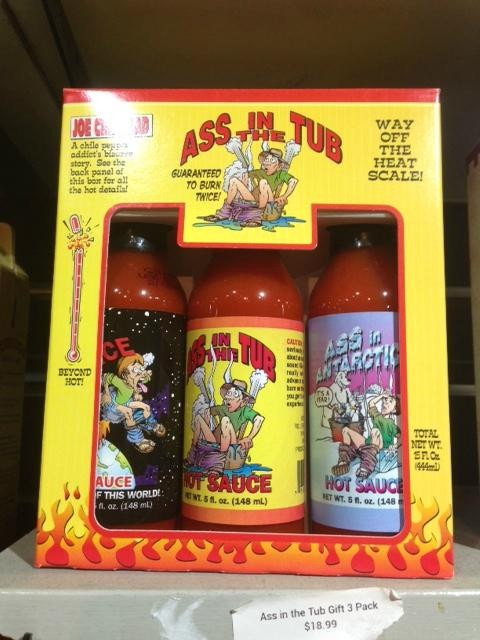 JOE
A chile pepper
addict's bizarre
story. See the
back panel of
this box for all
the hot details!
ASS IN THE TUB
GUARANTEED
TO BURN
TWICE!
WAY
OFF
THE
HEAT
SCALE!
BEYOND
HOT!
SAUCE
OF THIS WORLD!
fl. oz. (148 mL)
ASS IN THE TUB
HOT SAUCE
NET WT. 5 fl. oz. (148 mL)
ASS in
ANTARCTIC
HOT SAUCE
NET WT. 5 fl. oz. (148 m
TOTAL
NET WT.
15 Fl. Oz.
(444ml)
Ass in the Tub Gift 3 Pack
$18.99